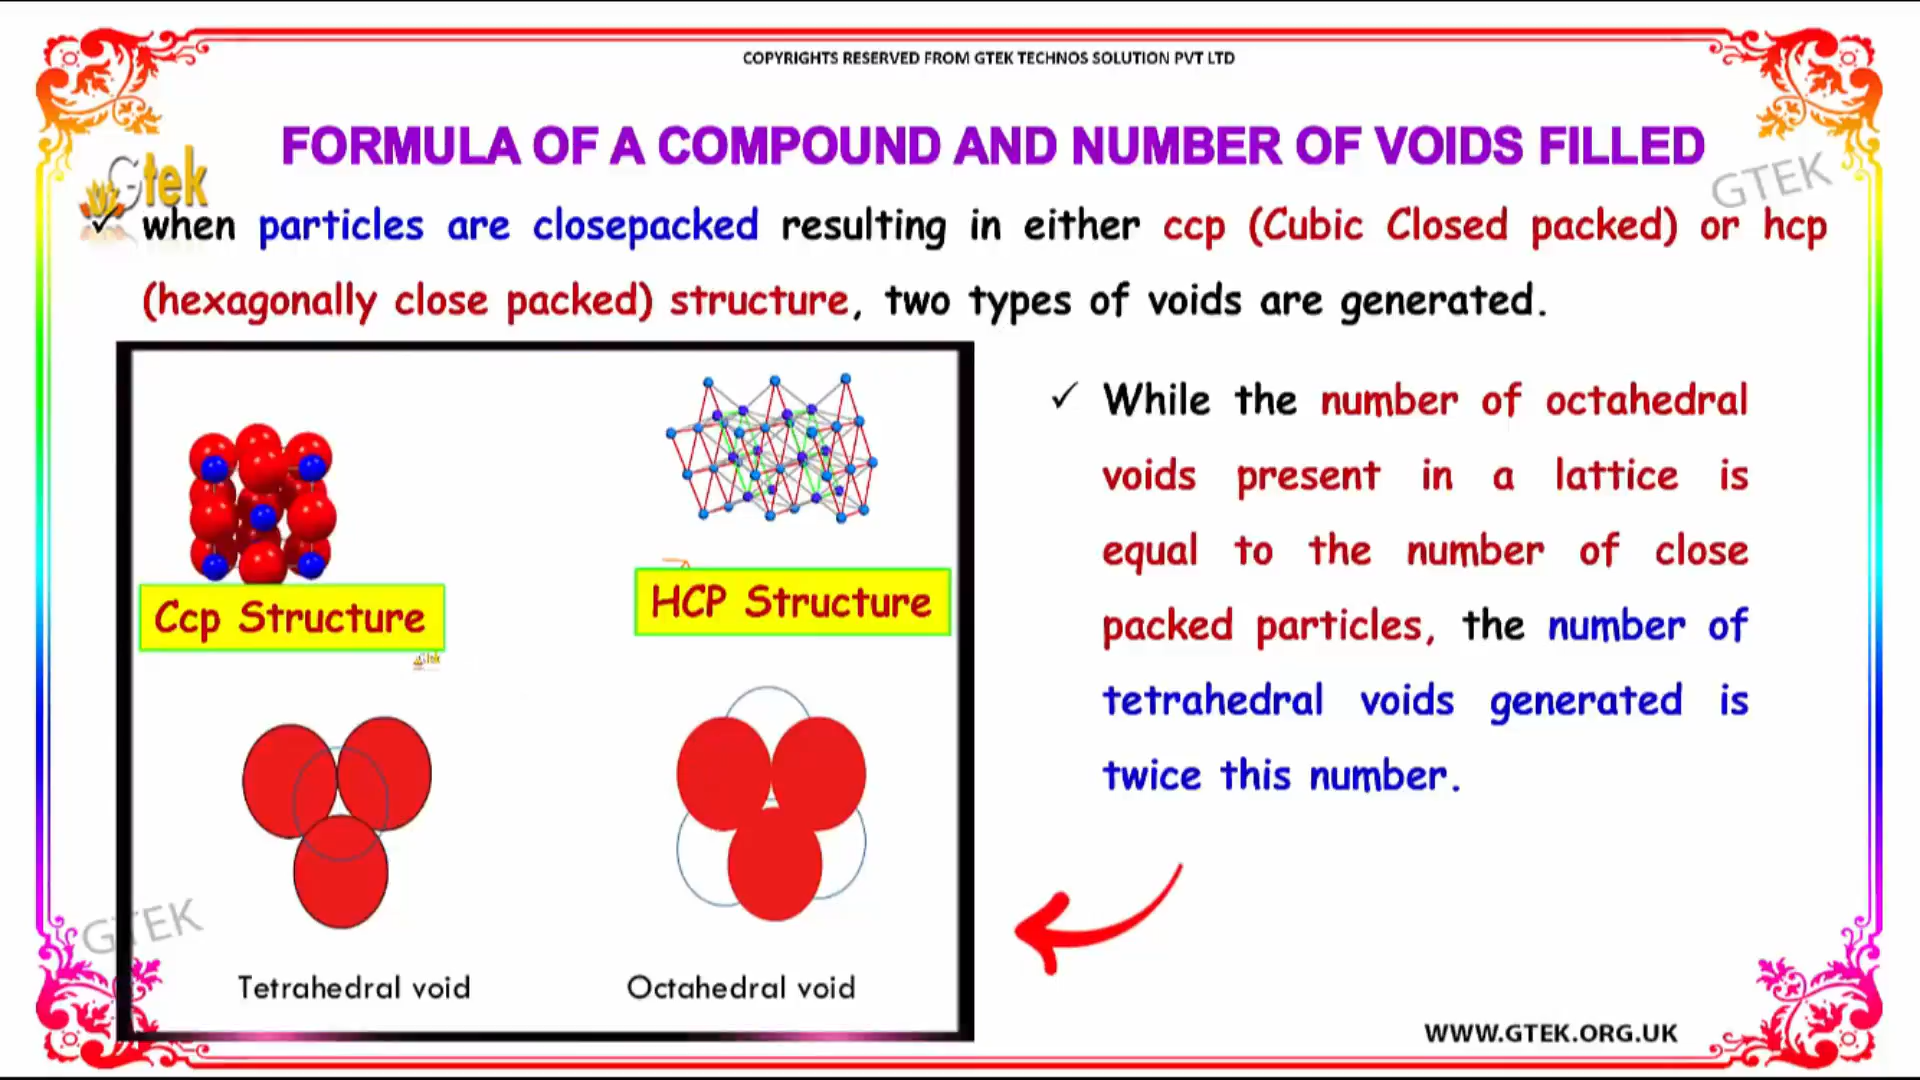 COPYRIGHTS RESERVED FROM GTEK TECHNOS SOLUTION PVT LTD
FORMULA OF A COMPOUND AND NUMBER OF VOIDS FILLED
Gtek
GTEK
✓ when particles are closepacked resulting in either ccp (Cubic Closed packed) or hcp
(hexagonally close packed) structure, two types of voids are generated.
✓ While the number of octahedral
voids present in a lattice is
equal to the number of close
packed particles, the number of
tetrahedral voids generated is
twice this number.
Ccp Structure
HCP Structure
Gtek
Tetrahedral void
Octahedral void
GTEK
WWW.GTEK.ORG.UK